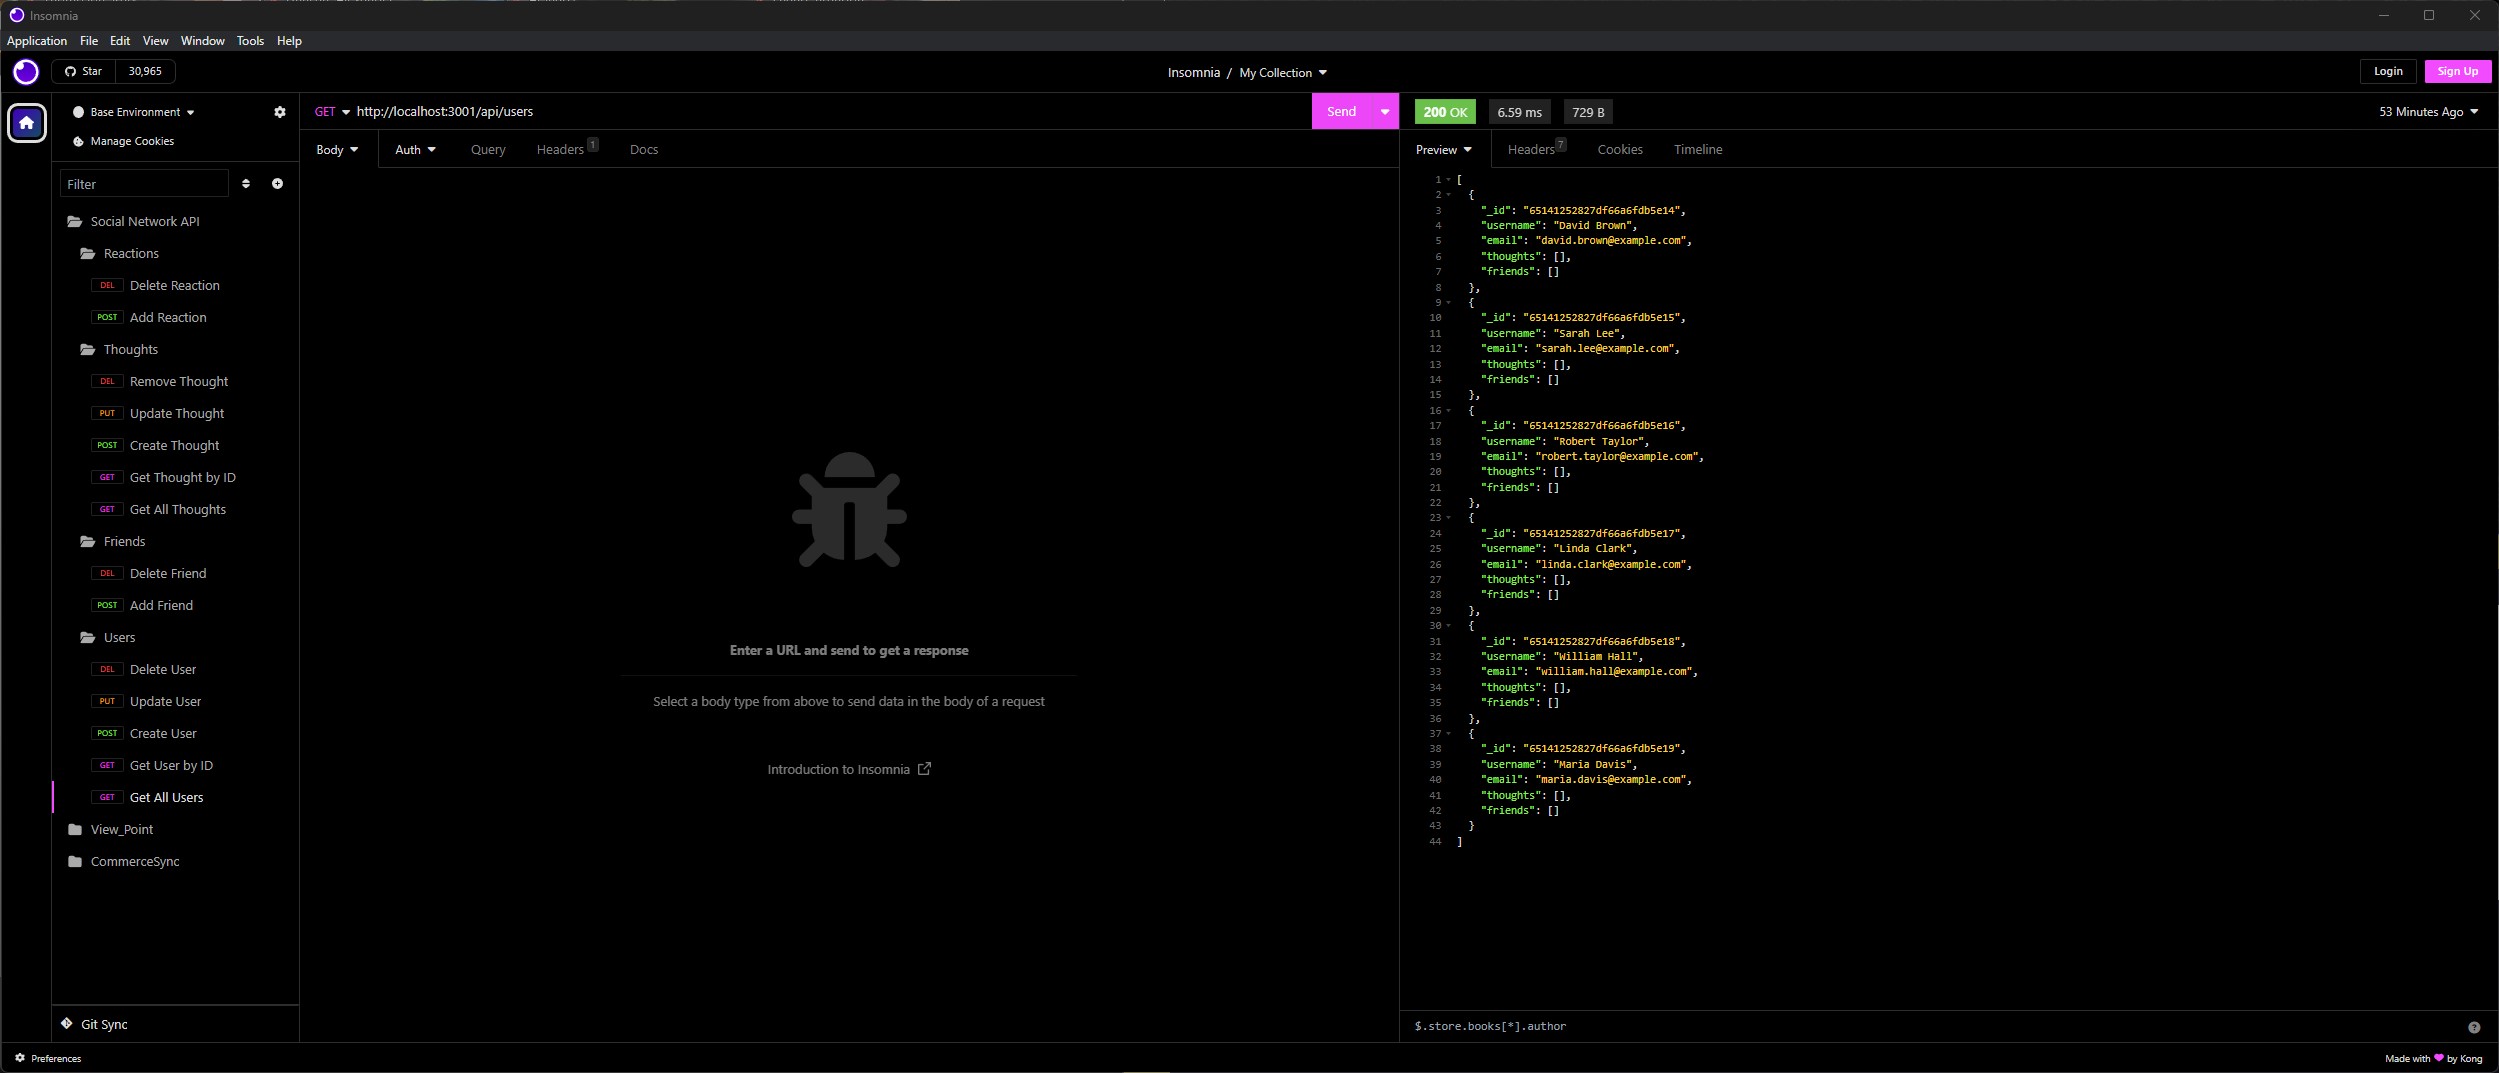 Insomnia
Application File Edit View Window Tools Help
Star 30,965
Insomnia / My Collection
Login
Sign Up
Base Environment
Manage Cookies
Filter
Social Network API
Reactions
DEL Delete Reaction
POST Add Reaction
Thoughts
DEL Remove Thought
PUT Update Thought
POST Create Thought
GET Get Thought by ID
GET Get All Thoughts
Friends
DEL Delete Friend
POST Add Friend
Users
DEL Delete User
PUT Update User
POST Create User
GET Get User by ID
GET Get All Users
View_Point
CommerceSync
Git Sync
GET http://localhost:3001/api/users
Send
Body Auth Query Headers 1 Docs
Enter a URL and send to get a response
Select a body type from above to send data in the body of a request
Introduction to Insomnia
200 OK 6.59 ms 729 B
53 Minutes Ago
Preview Headers 7 Cookies Timeline
1 [
2 {
3 "_id": "65141252827df66a6fdb5e14",
4 "username": "David Brown",
5 "email": "david.brown@example.com",
6 "thoughts": [],
7 "friends": []
8 },
9 {
10 "_id": "65141252827df66a6fdb5e15",
11 "username": "Sarah Lee",
12 "email": "sarah.lee@example.com",
13 "thoughts": [],
14 "friends": []
15 },
16 {
17 "_id": "65141252827df66a6fdb5e16",
18 "username": "Robert Taylor",
19 "email": "robert.taylor@example.com",
20 "thoughts": [],
21 "friends": []
22 },
23 {
24 "_id": "65141252827df66a6fdb5e17",
25 "username": "Linda Clark",
26 "email": "linda.clark@example.com",
27 "thoughts": [],
28 "friends": []
29 },
30 {
31 "_id": "65141252827df66a6fdb5e18",
32 "username": "William Hall",
33 "email": "william.hall@example.com",
34 "thoughts": [],
35 "friends": []
36 },
37 {
38 "_id": "65141252827df66a6fdb5e19",
39 "username": "Maria Davis",
40 "email": "maria.davis@example.com",
41 "thoughts": [],
42 "friends": []
43 }
44 ]
$.store.books[*].author
Preferences
Made with by Kong